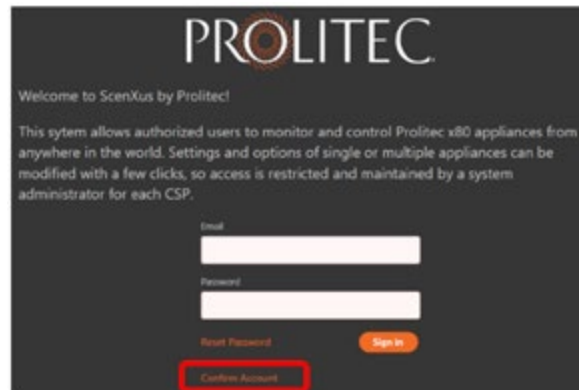 PROLITEC
Welcome to ScenXus by Prolitec!
This sytem allows authorized users to monitor and control Prolitec x80 appliances from
anywhere in the world. Settings and options of single or multiple appliances can be
modified with a few clicks, so access is restricted and maintained by a system
administrator for each CSP.
Email
Password
Reset Password
Sign in
Confirm Account